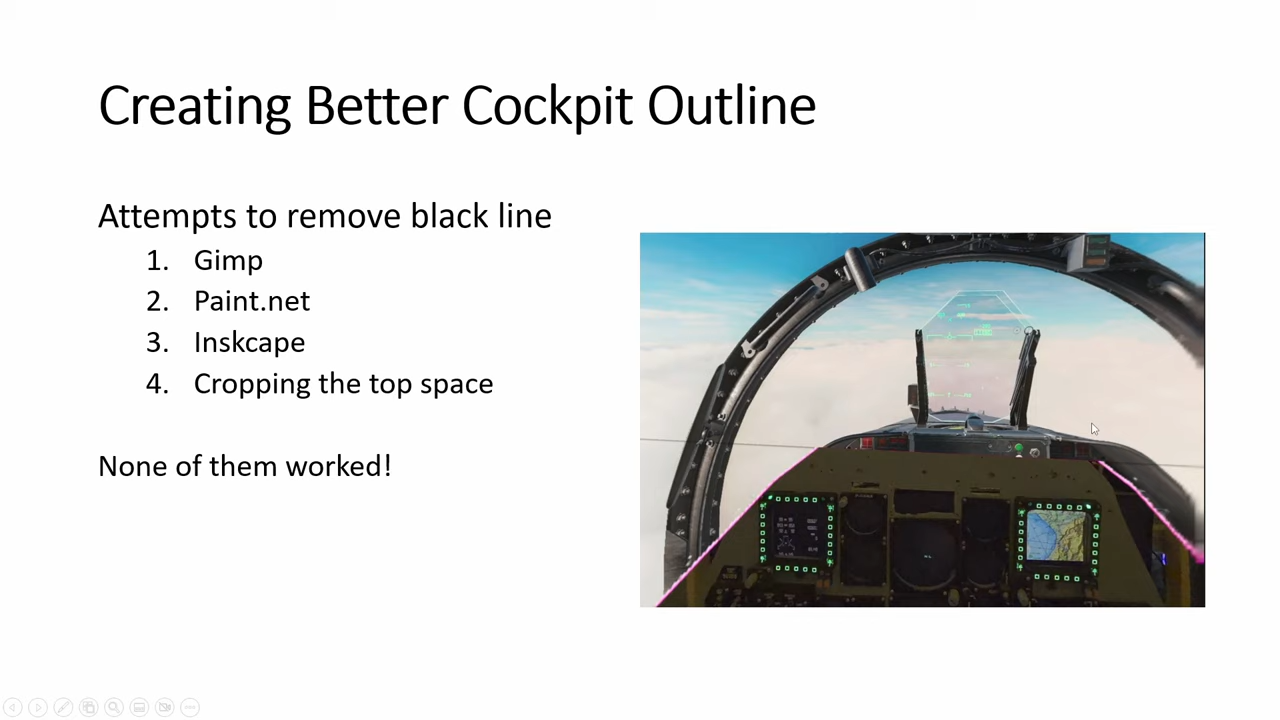 Creating Better Cockpit Outline
Attempts to remove black line
1. Gimp
2. Paint.net
3. Inskcape
4. Cropping the top space
None of them worked!